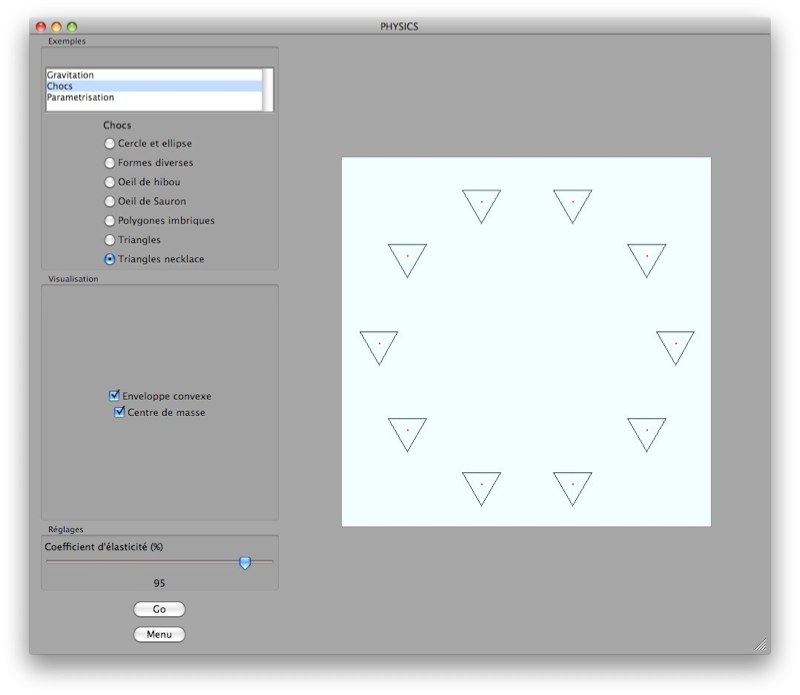 PHYSICS
Exemples
Gravitation
Chocs
Parametrisation
Chocs
Cercle et ellipse
Formes diverses
Oeil de hibou
Oeil de Sauron
Polygones imbriques
Triangles
Triangles necklace
Visualisation
Enveloppe convexe
Centre de masse
Réglages
Coefficient d'élasticité (%)
95
Go
Menu